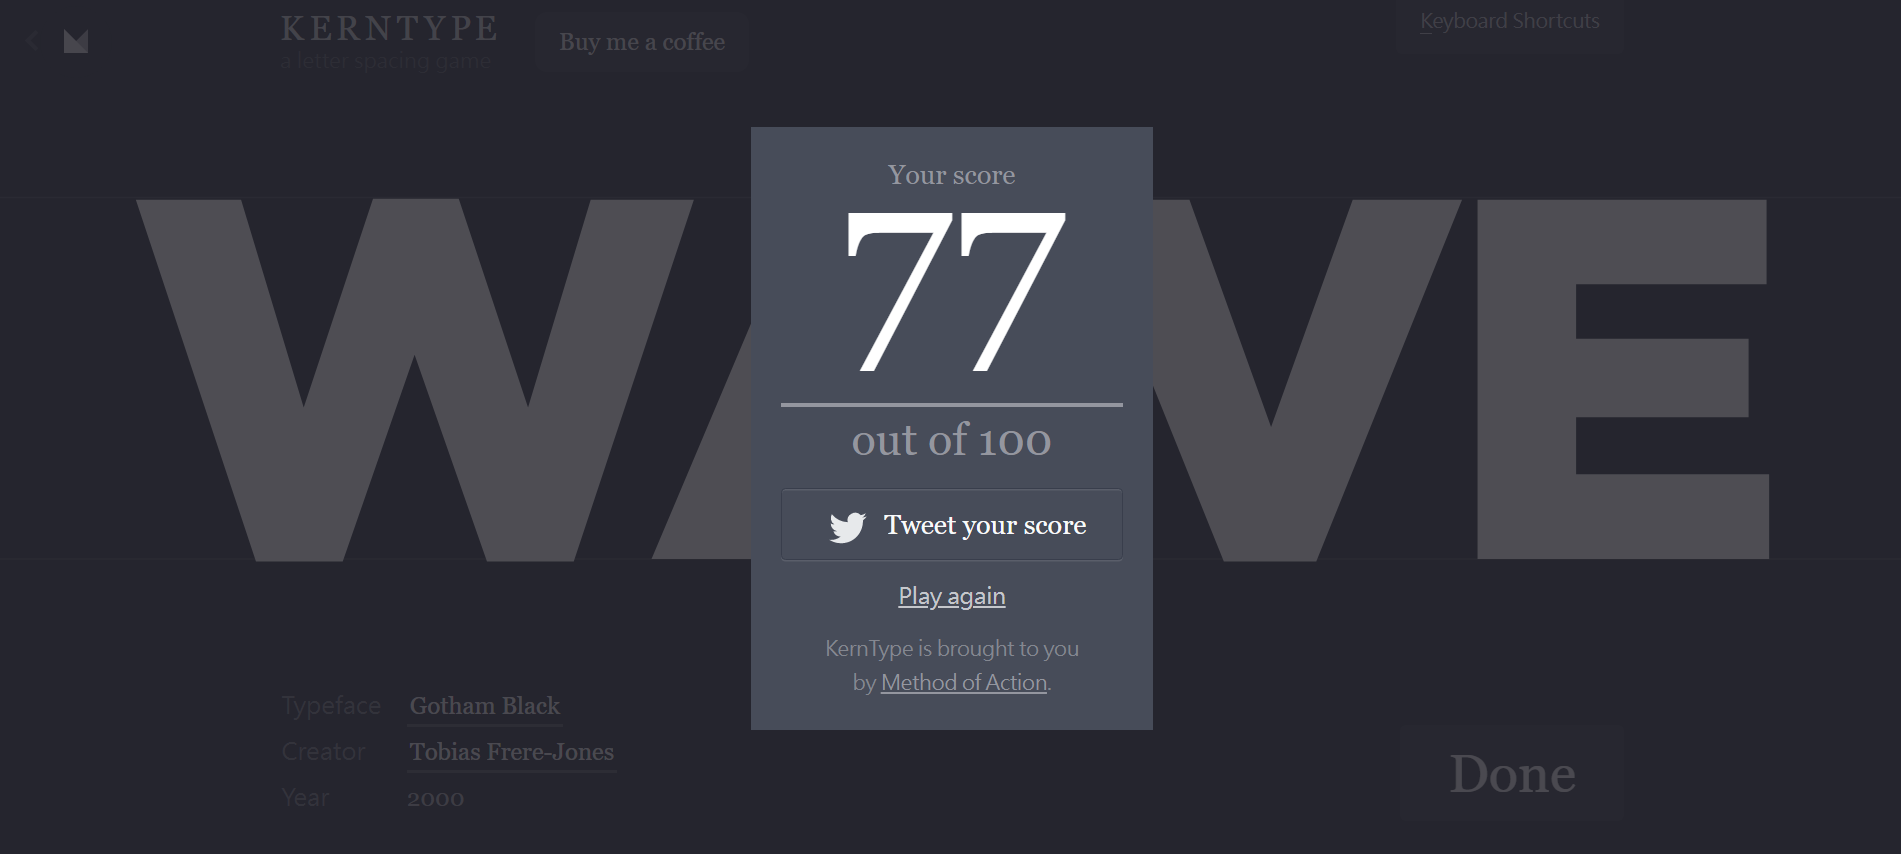 KERNTYPE
a letter spacing game
Buy me a coffee
Keyboard Shortcuts
WAVE
Your score
77
out of 100
Tweet your score
Play again
KernType is brought to you
by Method of Action.
Typeface Gotham Black
Creator Tobias Frere-Jones
Year 2000
Done